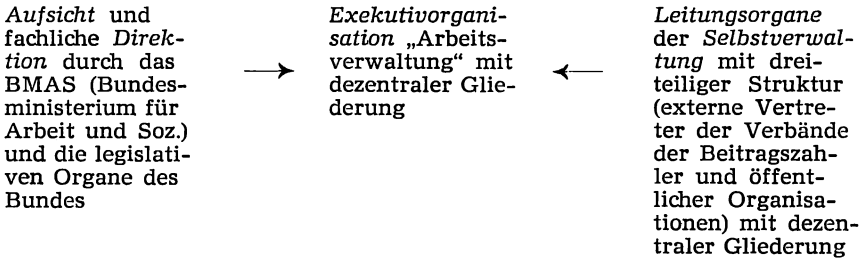 Aufsicht und
fachliche Direk-
tion durch das
BMAS (Bundes-
ministerium für
Arbeit und Soz.)
und die legislati-
ven Organe des
Bundes
Exekutivorgani-
sation „Arbeits-
verwaltung“ mit
dezentraler Glie-
derung
Leitungsorgane
der Selbstverwal-
tung mit drei-
teiliger Struktur
(externe Vertre-
ter der Verbände
der Beitragszah-
ler und öffent-
licher Organisa-
tionen) mit dezen-
traler Gliederung